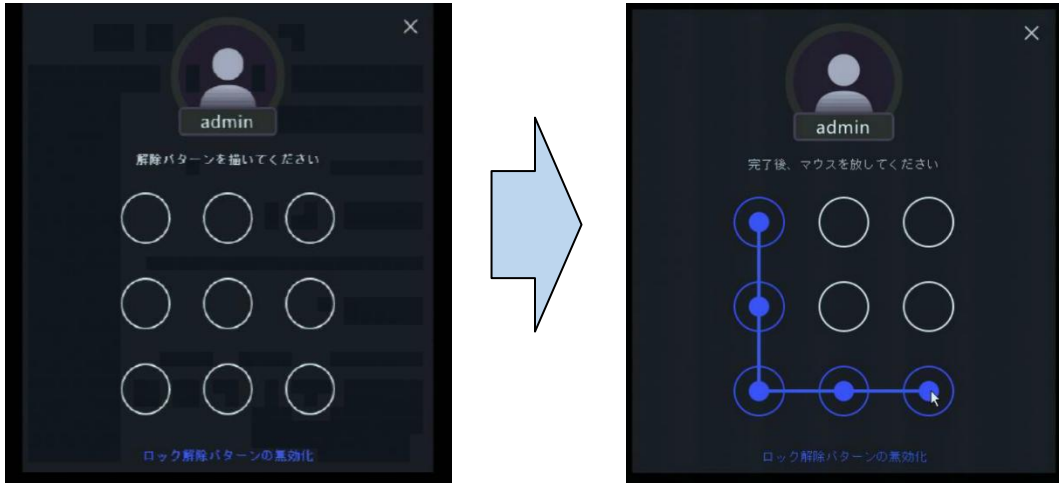 admin
解除パターンを描いてください
ロック解除パターンの無効化
admin
完了後、マウスを放してください
ロック解除パターンの無効化